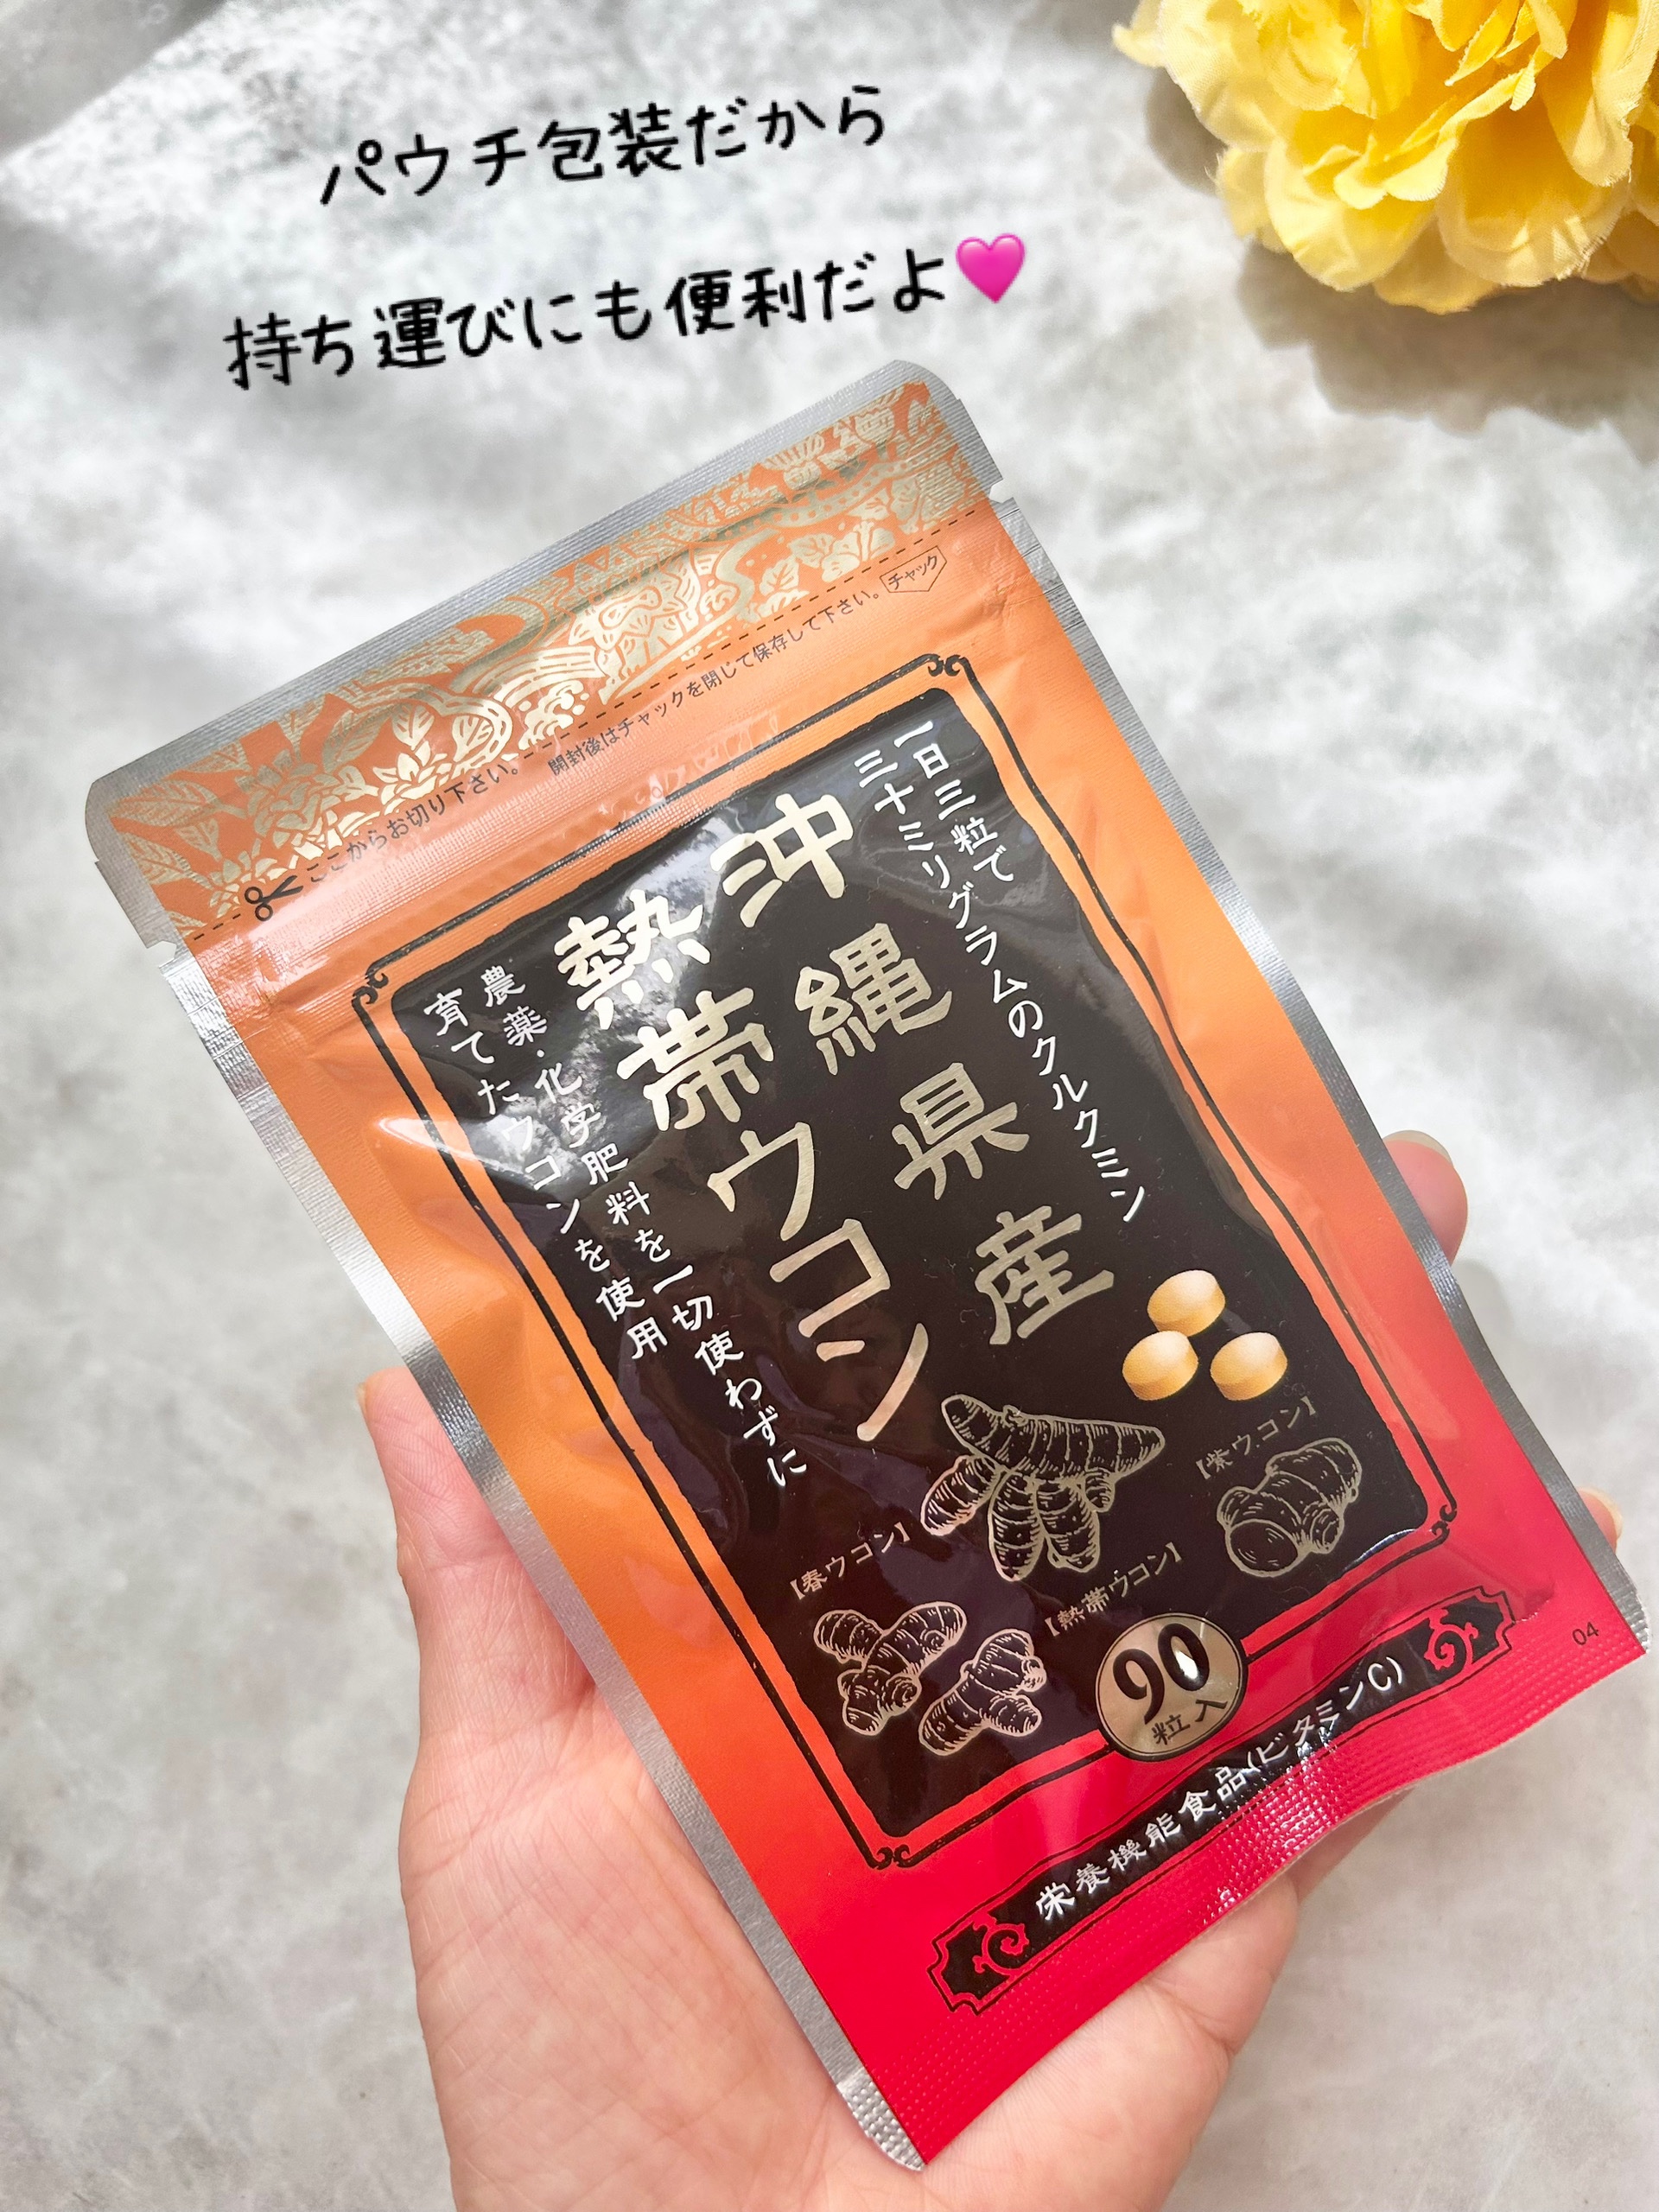 パウチ包装だから
持ち運びにも便利だよ🩷
ここからお切り下さい。
開封後はチャックを閉じて保存して下さい。
チャック
一日三粒で
三十ミリグラムのクルクミン
沖縄県産
熱帯ウコン
農薬・化学肥料を一切使わずに
育てたウコンを使用
【紫ウコン】
【春ウコン】
【熱帯ウコン】
90
粒入
栄養機能食品(ビタミンC)
04